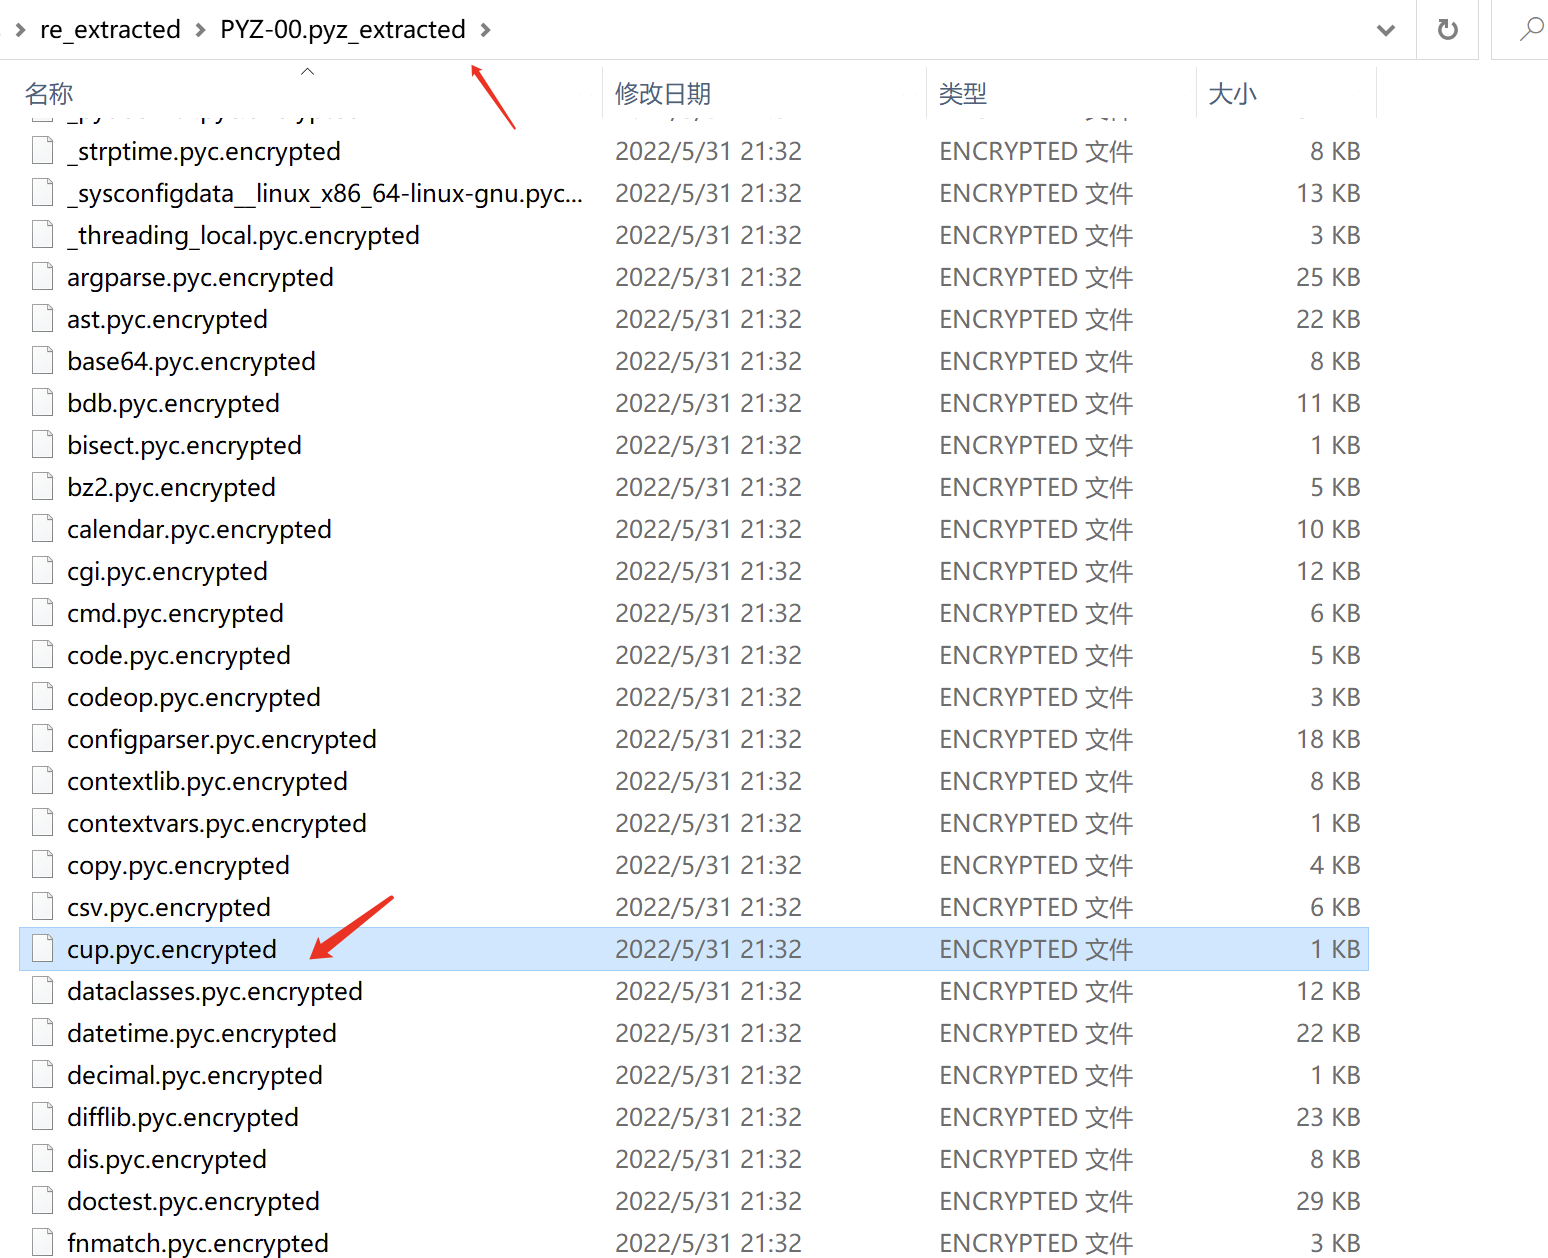 re_extracted PYZ-00.pyz_extracted
名称 修改日期 类型 大小
_strptime.pyc.encrypted 2022/5/31 21:32 ENCRYPTED 文件 8 KB
_sysconfigdata__linux_x86_64-linux-gnu.pyc... 2022/5/31 21:32 ENCRYPTED 文件 13 KB
_threading_local.pyc.encrypted 2022/5/31 21:32 ENCRYPTED 文件 3 KB
argparse.pyc.encrypted 2022/5/31 21:32 ENCRYPTED 文件 25 KB
ast.pyc.encrypted 2022/5/31 21:32 ENCRYPTED 文件 22 KB
base64.pyc.encrypted 2022/5/31 21:32 ENCRYPTED 文件 8 KB
bdb.pyc.encrypted 2022/5/31 21:32 ENCRYPTED 文件 11 KB
bisect.pyc.encrypted 2022/5/31 21:32 ENCRYPTED 文件 1 KB
bz2.pyc.encrypted 2022/5/31 21:32 ENCRYPTED 文件 5 KB
calendar.pyc.encrypted 2022/5/31 21:32 ENCRYPTED 文件 10 KB
cgi.pyc.encrypted 2022/5/31 21:32 ENCRYPTED 文件 12 KB
cmd.pyc.encrypted 2022/5/31 21:32 ENCRYPTED 文件 6 KB
code.pyc.encrypted 2022/5/31 21:32 ENCRYPTED 文件 5 KB
codeop.pyc.encrypted 2022/5/31 21:32 ENCRYPTED 文件 3 KB
configparser.pyc.encrypted 2022/5/31 21:32 ENCRYPTED 文件 18 KB
contextlib.pyc.encrypted 2022/5/31 21:32 ENCRYPTED 文件 8 KB
contextvars.pyc.encrypted 2022/5/31 21:32 ENCRYPTED 文件 1 KB
copy.pyc.encrypted 2022/5/31 21:32 ENCRYPTED 文件 4 KB
csv.pyc.encrypted 2022/5/31 21:32 ENCRYPTED 文件 6 KB
cup.pyc.encrypted 2022/5/31 21:32 ENCRYPTED 文件 1 KB
dataclasses.pyc.encrypted 2022/5/31 21:32 ENCRYPTED 文件 12 KB
datetime.pyc.encrypted 2022/5/31 21:32 ENCRYPTED 文件 22 KB
decimal.pyc.encrypted 2022/5/31 21:32 ENCRYPTED 文件 1 KB
difflib.pyc.encrypted 2022/5/31 21:32 ENCRYPTED 文件 23 KB
dis.pyc.encrypted 2022/5/31 21:32 ENCRYPTED 文件 8 KB
doctest.pyc.encrypted 2022/5/31 21:32 ENCRYPTED 文件 29 KB
fnmatch.pyc.encrypted 2022/5/31 21:32 ENCRYPTED 文件 3 KB